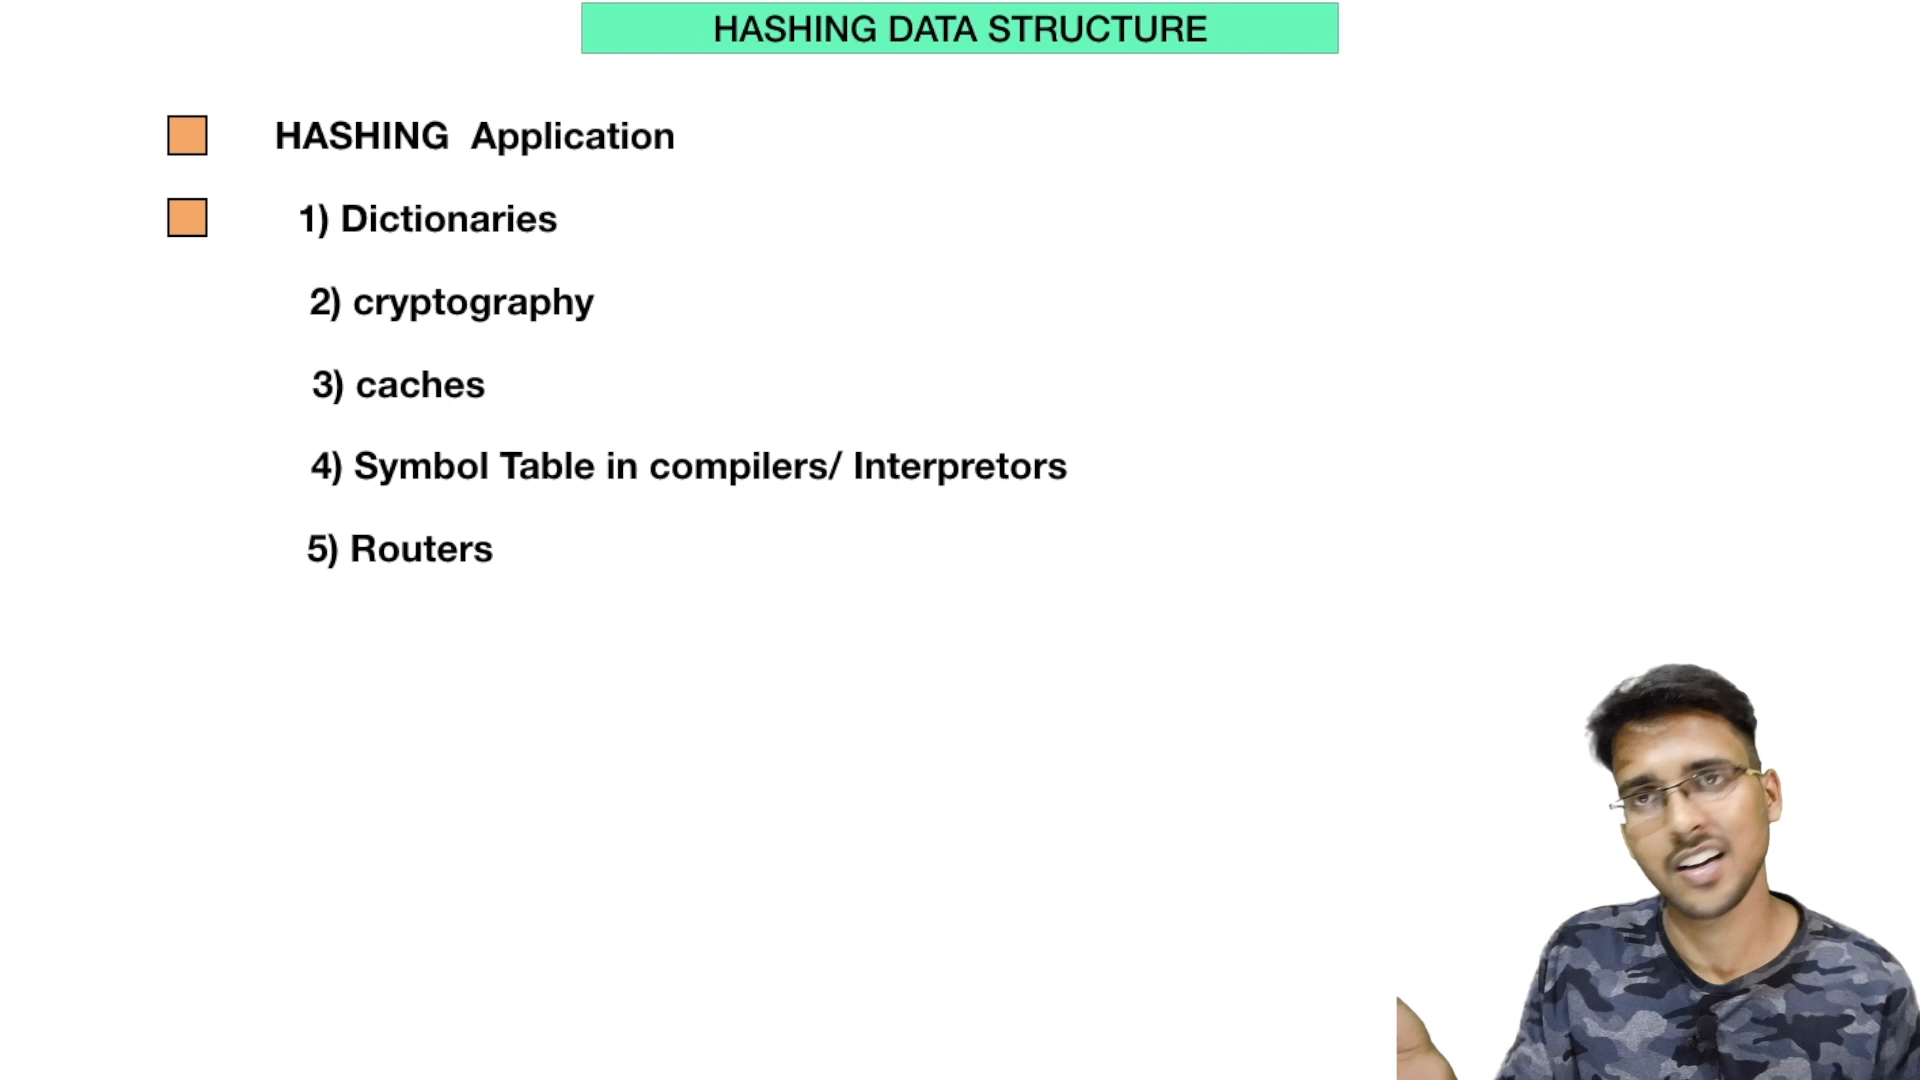 HASHING DATA STRUCTURE
HASHING Application
1) Dictionaries
2) cryptography
3) caches
4) Symbol Table in compilers/ Interpretors
5) Routers